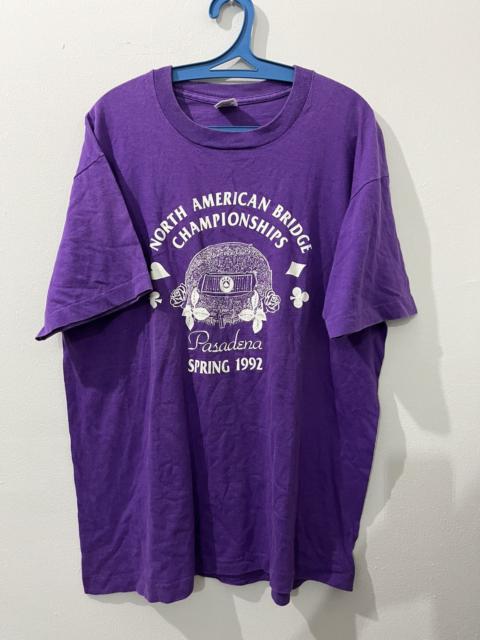 NORTH AMERICAN BRIDGE
CHAMPIONSHIPS
Pasadena
SPRING 1992